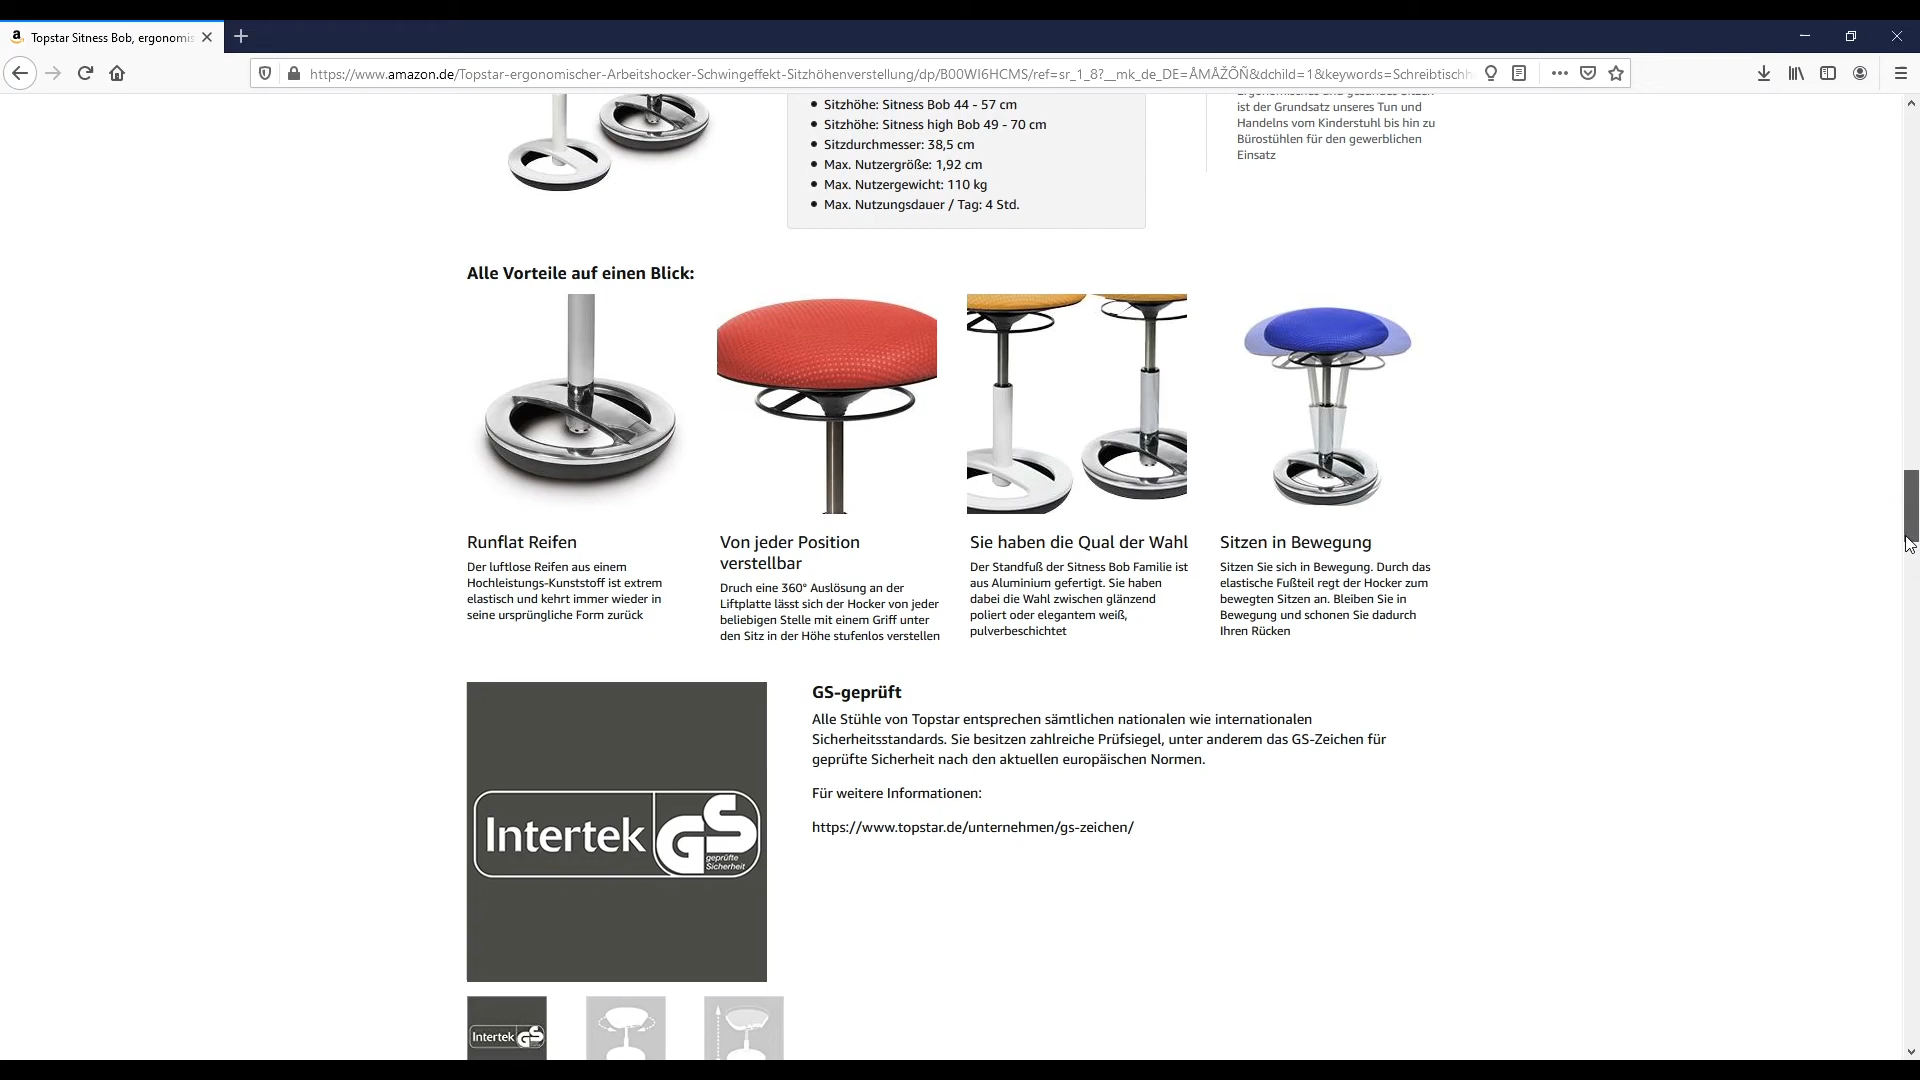 Topstar Sitness Bob, ergonomis
https://www.amazon.de/Topstar-ergonomischer-Arbeitshocker-Schwingeffekt-Sitzhöhenverstellung/dp/B00WI6HCMS/ref=sr_1_8?__mk_de_DE=ÅMÅŽÕÑ&dchild=1&keywords=Schreibtischh
Sitzhöhe: Sitness Bob 44 - 57 cm
Sitzhöhe: Sitness high Bob 49 - 70 cm
Sitzdurchmesser: 38,5 cm
Max. Nutzergröße: 1,92 cm
Max. Nutzergewicht: 110 kg
Max. Nutzungsdauer / Tag: 4 Std.
ist der Grundsatz unseres Tun und
Handelns vom Kinderstuhl bis hin zu
Bürostühlen für den gewerblichen
Einsatz
Alle Vorteile auf einen Blick:
Runflat Reifen
Der luftlose Reifen aus einem
Hochleistungs-Kunststoff ist extrem
elastisch und kehrt immer wieder in
seine ursprüngliche Form zurück
Von jeder Position
verstellbar
Druch eine 360° Auslösung an der
Liftplatte lässt sich der Hocker von jeder
beliebigen Stelle mit einem Griff unter
den Sitz in der Höhe stufenlos verstellen
Sie haben die Qual der Wahl
Der Standfuß der Sitness Bob Familie ist
aus Aluminium gefertigt. Sie haben
dabei die Wahl zwischen glänzend
poliert oder elegantem weiß,
pulverbeschichtet
Sitzen in Bewegung
Sitzen Sie sich in Bewegung. Durch das
elastische Fußteil regt der Hocker zum
bewegten Sitzen an. Bleiben Sie in
Bewegung und schonen Sie dadurch
Ihren Rücken
Intertek GS
geprüfte
Sicherheit
GS-geprüft
Alle Stühle von Topstar entsprechen sämtlichen nationalen wie internationalen
Sicherheitsstandards. Sie besitzen zahlreiche Prüfsiegel, unter anderem das GS-Zeichen für
geprüfte Sicherheit nach den aktuellen europäischen Normen.
Für weitere Informationen:
https://www.topstar.de/unternehmen/gs-zeichen/
Intertek GS